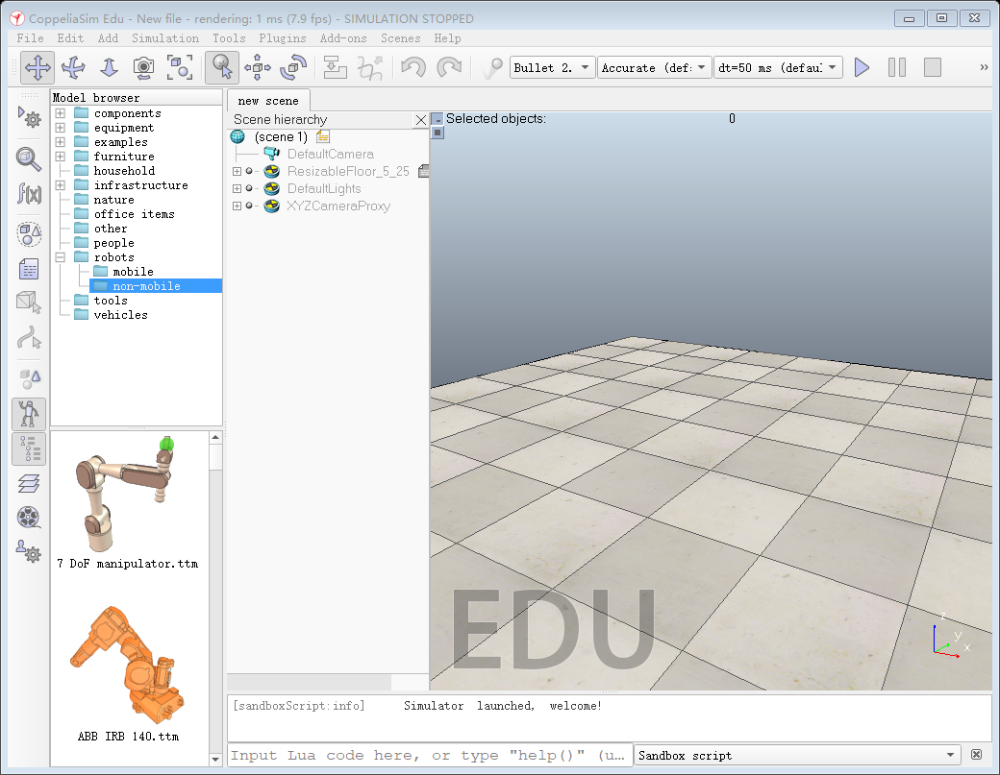 CoppeliaSim Edu - New file - rendering: 1 ms (7.9 fps) - SIMULATION STOPPED
File Edit Add Simulation Tools Plugins Add-ons Scenes Help
Bullet 2. Accurate (def: dt=50 ms (defau: »
Model browser
components
equipment
examples
furniture
household
infrastructure
nature
office items
other
people
robots
mobile
non-mobile
tools
vehicles
7 DoF manipulator.ttm
ABB IRB 140.ttm
new scene
Scene hierarchy
(scene 1)
DefaultCamera
ResizableFloor_5_25
DefaultLights
XYZCameraProxy
Selected objects: 0
EDU
z
y
x
[sandboxScript:info] Simulator launched, welcome!
Input Lua code here, or type "help()" (u... Sandbox script
f(x)